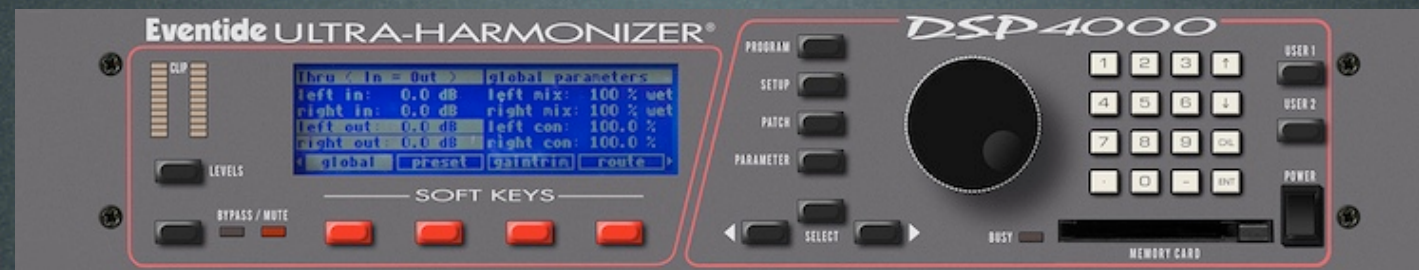 Eventide ULTRA-HARMONIZER®
DSP4000
CLIP
Thru < In = Out > global parameters
left in: 0.0 dB left mix: 100 % wet
right in: 0.0 dB right mix: 100 % wet
left out: 0.0 dB left con: 100.0 %
right out: 0.0 dB right con: 100.0 %
global preset gaintrim route
LEVELS
SOFT KEYS
BYPASS / MUTE
PROGRAM
SETUP
PATCH
PARAMETER
SELECT
1 2 3 ↑
4 5 6 ↓
7 8 9 CXL
. 0 - ENT
USER 1
USER 2
POWER
BUSY
MEMORY CARD